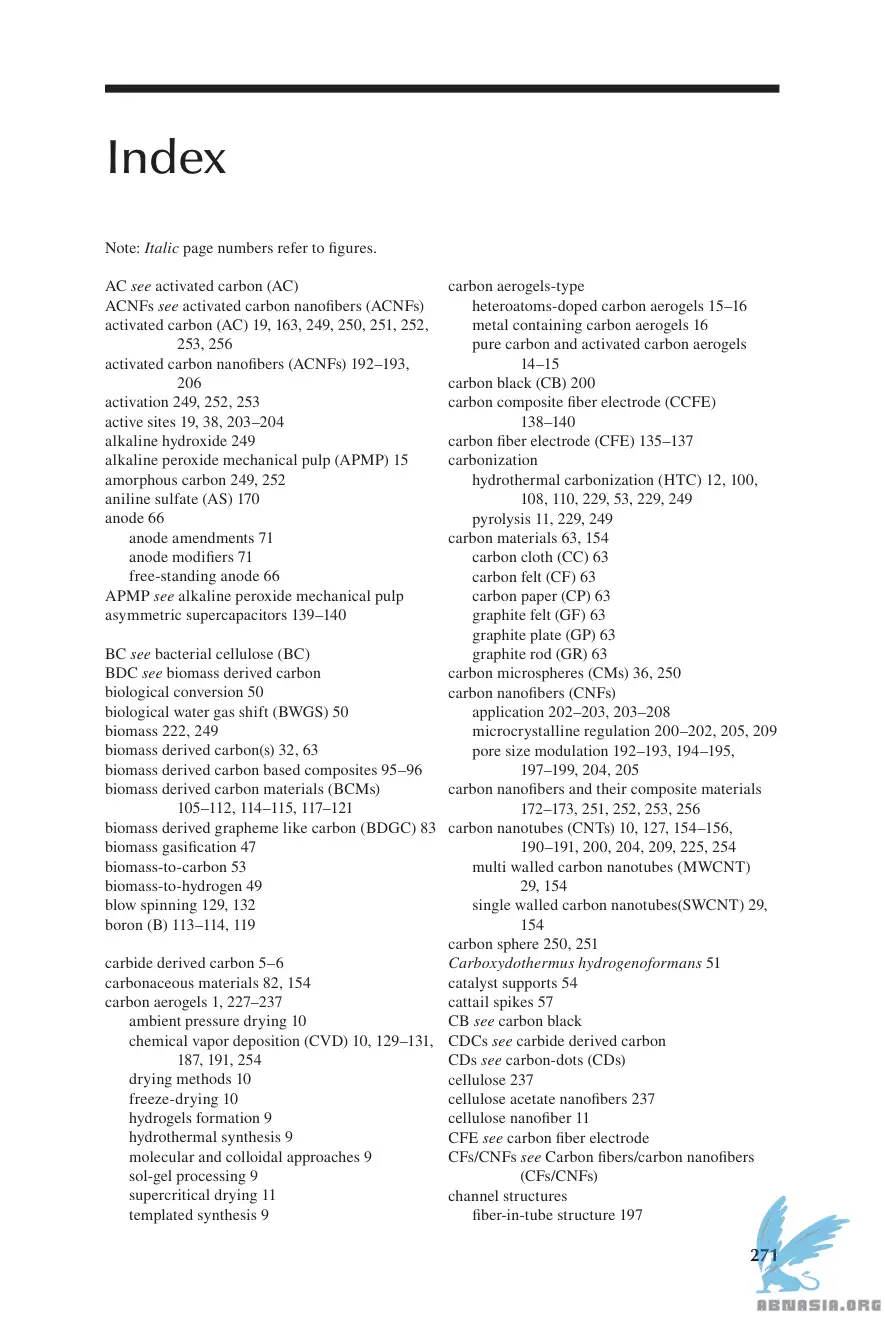 Index
Note: Italic page numbers refer to figures.
AC see activated carbon (AC)
ACNFs see activated carbon nanofibers (ACNFs)
activated carbon (AC) 19, 163, 249, 250, 251, 252,
253, 256
activated carbon nanofibers (ACNFs) 192–193,
206
activation 249, 252, 253
active sites 19, 38, 203–204
alkaline hydroxide 249
alkaline peroxide mechanical pulp (APMP) 15
amorphous carbon 249, 252
aniline sulfate (AS) 170
anode 66
anode amendments 71
anode modifiers 71
free-standing anode 66
APMP see alkaline peroxide mechanical pulp
asymmetric supercapacitors 139–140
BC see bacterial cellulose (BC)
BDC see biomass derived carbon
biological conversion 50
biological water gas shift (BWGS) 50
biomass 222, 249
biomass derived carbon(s) 32, 63
biomass derived carbon based composites 95–96
biomass derived carbon materials (BCMs)
105–112, 114–115, 117–121
biomass derived grapheme like carbon (BDGC) 83
biomass gasification 47
biomass-to-carbon 53
biomass-to-hydrogen 49
blow spinning 129, 132
boron (B) 113–114, 119
carbide derived carbon 5–6
carbonaceous materials 82, 154
carbon aerogels 1, 227–237
ambient pressure drying 10
chemical vapor deposition (CVD) 10, 129–131,
187, 191, 254
drying methods 10
freeze-drying 10
hydrogels formation 9
hydrothermal synthesis 9
molecular and colloidal approaches 9
sol-gel processing 9
supercritical drying 11
templated synthesis 9
carbon aerogels-type
heteroatoms-doped carbon aerogels 15–16
metal containing carbon aerogels 16
pure carbon and activated carbon aerogels
14–15
carbon black (CB) 200
carbon composite fiber electrode (CCFE)
138–140
carbon fiber electrode (CFE) 135–137
carbonization
hydrothermal carbonization (HTC) 12, 100,
108, 110, 229, 53, 229, 249
pyrolysis 11, 229, 249
carbon materials 63, 154
carbon cloth (CC) 63
carbon felt (CF) 63
carbon paper (CP) 63
graphite felt (GF) 63
graphite plate (GP) 63
graphite rod (GR) 63
carbon microspheres (CMs) 36, 250
carbon nanofibers (CNFs)
application 202–203, 203–208
microcrystalline regulation 200–202, 205, 209
pore size modulation 192–193, 194–195,
197–199, 204, 205
carbon nanofibers and their composite materials
172–173, 251, 252, 253, 256
carbon nanotubes (CNTs) 10, 127, 154–156,
190–191, 200, 204, 209, 225, 254
multi walled carbon nanotubes (MWCNT)
29, 154
single walled carbon nanotubes(SWCNT) 29,
154
carbon sphere 250, 251
Carboxydothermus hydrogenoformans 51
catalyst supports 54
cattail spikes 57
CB see carbon black
CDCs see carbide derived carbon
CDs see carbon-dots (CDs)
cellulose 237
cellulose acetate nanofibers 237
cellulose nanofiber 11
CFE see carbon fiber electrode
CFs/CNFs see Carbon fibers/carbon nanofibers
(CFs/CNFs)
channel structures
fiber-in-tube structure 197
271
ABNASIA.ORG